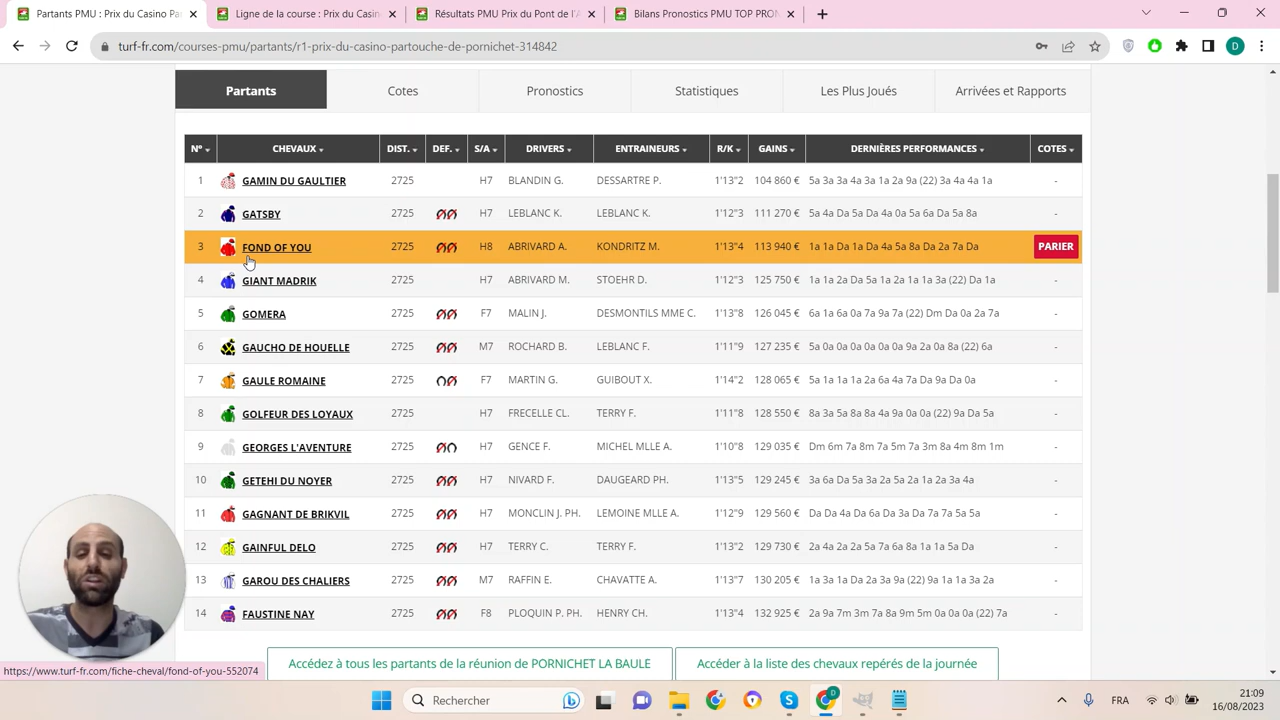 Partants : Prix du Casino Pa
Ligne de la course : Prix du Casin
Résultats PMU Prix du Pont de l'A
Bilans Pronostics PMU TOP PRON
turf-fr.com/courses-pmu/partants/r1-prix-du-casino-partouche-de-pornichet-314842
D
Partants Cotes Pronostics Statistiques Les Plus Joués Arrivées et Rapports
N° CHEVAUX DIST. DEF. S/A DRIVERS ENTRAINEURS R/K GAINS DERNIÈRES PERFORMANCES COTES
1 GAMIN DU GAULTIER 2725 H7 BLANDIN G. DESSARTRE P. 1'13"2 104 860 € 5a 3a 3a 4a 3a 1a 2a 9a (22) 3a 4a 4a 1a -
2 GATSBY 2725 H7 LEBLANC K. LEBLANC K. 1'12"3 111 270 € 5a 4a Da 5a Da 4a 0a 5a 6a Da 5a 8a -
3 FOND OF YOU 2725 H8 ABRIVARD A. KONDRITZ M. 1'13"4 113 940 € 1a 1a Da 1a Da 4a 5a 8a Da 2a 7a Da PARIER
4 GIANT MADRIK 2725 H7 ABRIVARD M. STOEHR D. 1'12"3 125 750 € 1a 1a 2a Da 5a 1a 2a 1a 1a 3a (22) Da 1a -
5 GOMERA 2725 F7 MALIN J. DESMONTILS MME C. 1'13"8 126 045 € 6a 1a 6a 0a 7a 9a 7a (22) Dm Da 0a 2a 7a -
6 GAUCHO DE HOUELLE 2725 M7 ROCHARD B. LEBLANC F. 1'11"9 127 235 € 5a 0a 0a 0a 0a 0a 9a 2a 0a 8a (22) 6a -
7 GAULE ROMAINE 2725 F7 MARTIN G. GUIBOUT X. 1'14"2 128 065 € 5a 1a 1a 1a 2a 6a 4a 7a Da 9a Da 0a -
8 GOLFEUR DES LOYAUX 2725 H7 FRECELLE CL. TERRY F. 1'11"8 128 550 € 8a 3a 5a 8a 8a 4a 9a 0a 0a (22) 9a Da 5a -
9 GEORGES L'AVENTURE 2725 H7 GENCE F. MICHEL MLLE A. 1'10"8 129 035 € Dm 6m 7a 8m 7a 5m 7a 3m 8a 4m 8m 1m -
10 GETEHI DU NOYER 2725 H7 NIVARD F. DAUGEARD PH. 1'13"5 129 245 € 3a 6a Da 5a 3a 2a 5a 2a 1a 2a 3a 4a -
11 GAGNANT DE BRIKVIL 2725 H7 MONCLIN J. PH. LEMOINE MLLE A. 1'12"9 129 560 € Da Da 4a Da 6a Da 3a Da 7a 7a 5a 5a -
12 GAINFUL DELO 2725 H7 TERRY C. TERRY F. 1'13"2 129 730 € 2a 4a 2a 2a 5a 7a 6a 8a 1a 1a 5a Da -
13 GAROU DES CHALIERS 2725 M7 RAFFIN E. CHAVATTE A. 1'13"7 130 205 € 1a 3a 1a Da 2a 3a 9a (22) 9a 1a 1a 3a 2a -
14 FAUSTINE NAY 2725 F8 PLOQUIN P. PH. HENRY CH. 1'13"4 132 925 € 2a 9a 7m 3m 7a 8a 9m 5m 0a 0a 0a (22) 7a -
Accédez à tous les partants de la réunion de PORNICHET LA BAULE Accéder à la liste des chevaux repérés de la journée
https://www.turf-fr.com/fiche-cheval/fond-of-you-552074
Rechercher
FRA
21:09
16/08/2023